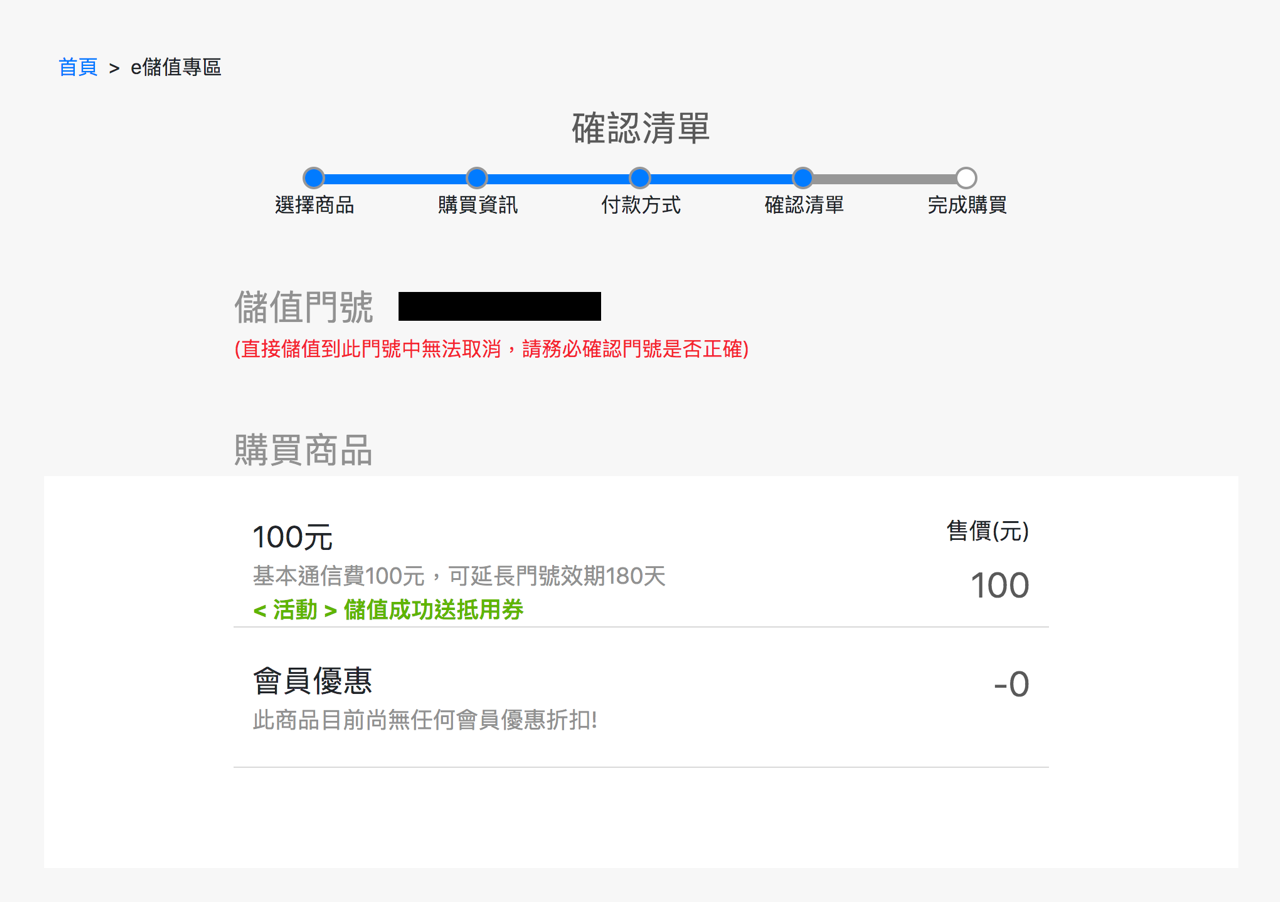 首頁 > e儲值專區
確認清單
選擇商品 購買資訊 付款方式 確認清單 完成購買
儲值門號
(直接儲值到此門號中無法取消，請務必確認門號是否正確)
購買商品
100元 售價(元)
基本通信費100元，可延長門號效期180天 100
< 活動 > 儲值成功送抵用券
會員優惠 -0
此商品目前尚無任何會員優惠折扣!